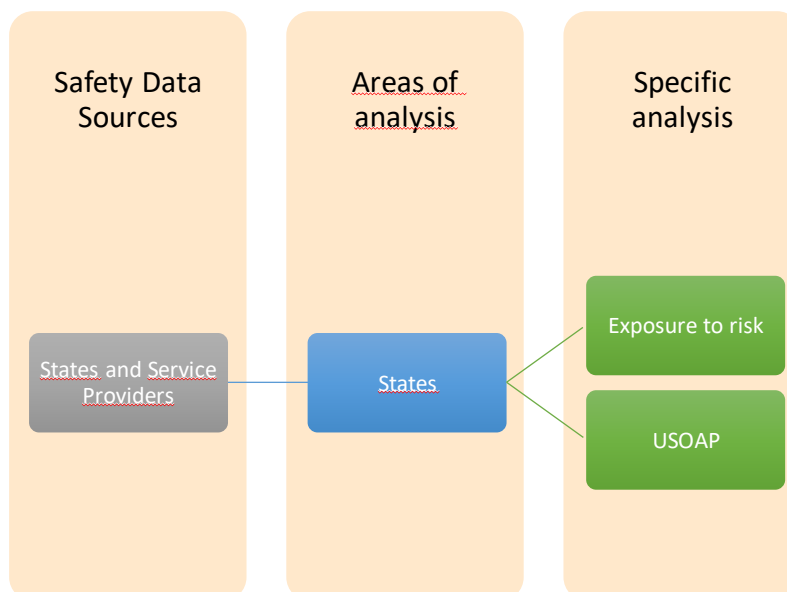 Safety Data
Sources
Areas of
analysis
Specific
analysis
States and Service
Providers
States
Exposure to risk
USOAP